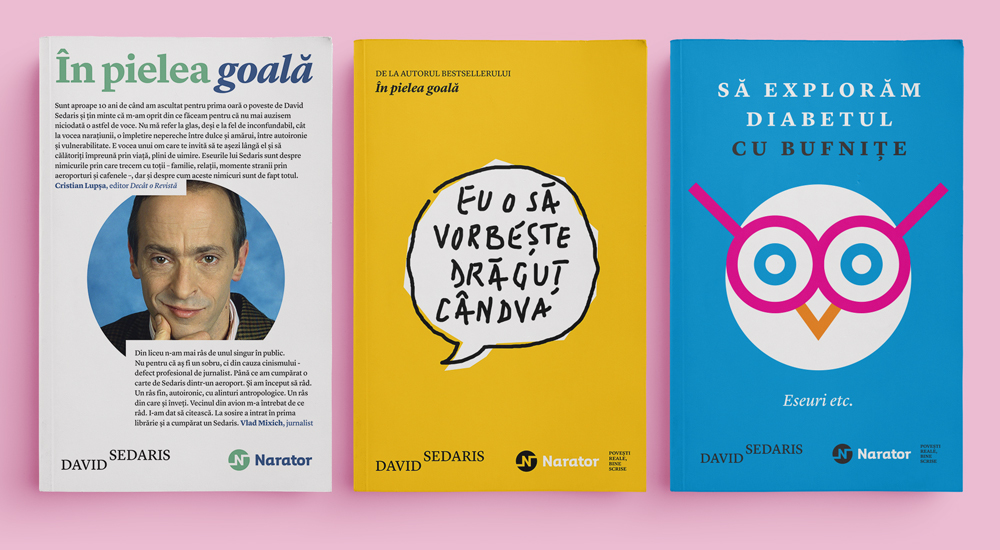 În pielea goală
Sunt aproape 10 ani de când am ascultat pentru prima oară o poveste de David
Sedaris și țin minte că m-am oprit din ce făceam pentru că nu mai auzisem
niciodată o astfel de voce. Nu mă refer la glas, deși e la fel de inconfundabil, cât
la vocea narațiunii, o împletire nepereche între dulce și amărui, între autoironie
și vulnerabilitate. E vocea unui om care te invită să te așezi lângă el și să
călătoriți împreună prin viață, plini de uimire. Eseurile lui Sedaris sunt despre
nimicurile prin care trecem cu toții – familie, relații, momente stranii prin
aeroporturi și cafenele –, dar și despre cum aceste nimicuri sunt de fapt totul.
Cristian Lupșa, editor Decât o Revistă
Din liceu n-am mai râs de unul singur în public.
Nu pentru că aș fi un sobru, ci din cauza cinismului –
defect profesional de jurnalist. Până ce am cumpărat o
carte de Sedaris dintr-un aeroport. Și am început să râd.
Un râs fin, autoironic, cu alinturi antropologice. Un râs
din care și înveți. Vecinul din avion m-a întrebat de ce
râd. I-am dat să citească. La sosire a intrat în prima
librărie și a cumpărat un Sedaris. Vlad Mixich, jurnalist
DAVID SEDARIS
N Narator
DE LA AUTORUL BESTSELLERULUI
În pielea goală
EU O SĂ
VORBESC
DRĂGUȚ
CÂNDVA
DAVID SEDARIS
N Narator
POVEȘTI
REALE,
BINE
SCRISE
SĂ EXPLORĂM
DIABETUL
CU BUFNIȚE
Eseuri etc.
DAVID SEDARIS
N Narator
POVEȘTI
REALE,
BINE
SCRISE